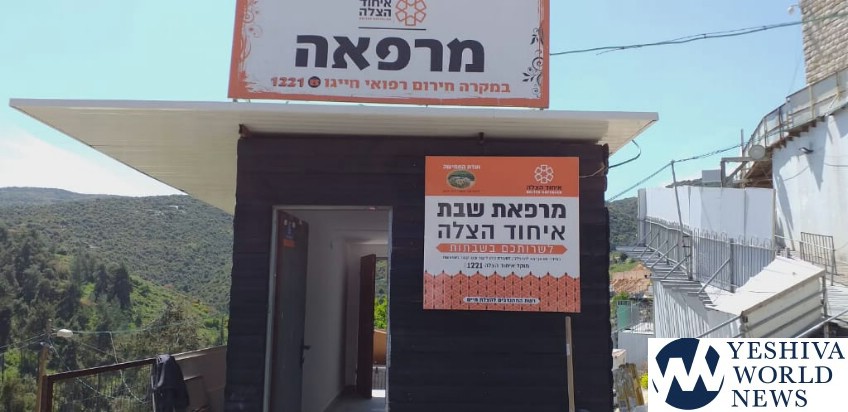 איחוד
הצלה
מרפאה
במקרה חירום רפואי חייגו 1221
איחוד הצלה
מרפאת שבת
איחוד הצלה
לשרותכם בשבתות
מוקד איחוד הצלה 1221
YESHIVA
WORLD
NEWS